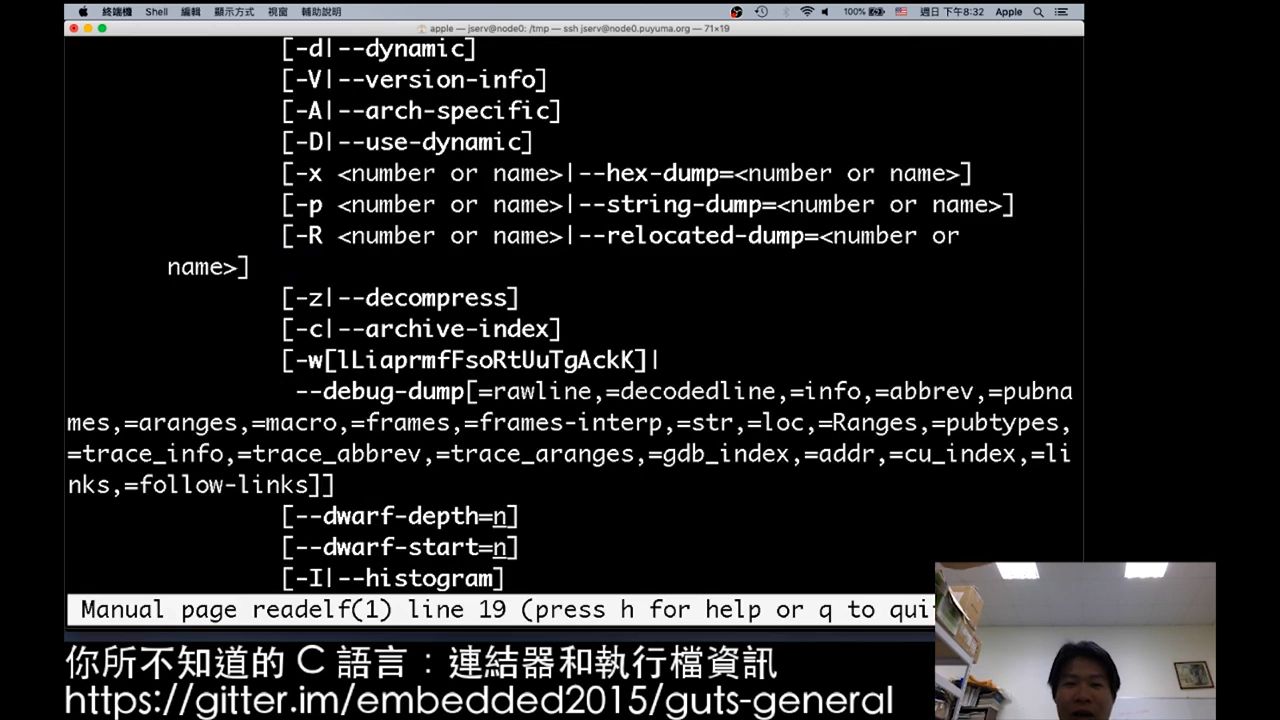 終端機 Shell 編輯 顯示方式 視窗 輔助說明 100% 週日 下午8:32 Apple
apple — jserv@node0: /tmp — ssh jserv@node0.puyuma.org — 71×19
[-d|--dynamic]
[-V|--version-info]
[-A|--arch-specific]
[-D|--use-dynamic]
[-x <number or name>|--hex-dump=<number or name>]
[-p <number or name>|--string-dump=<number or name>]
[-R <number or name>|--relocated-dump=<number or
name>]
[-z|--decompress]
[-c|--archive-index]
[-w[lLiaprmfFsoRtUuTgAckK]|
--debug-dump[=rawline,=decodedline,=info,=abbrev,=pubna
mes,=aranges,=macro,=frames,=frames-interp,=str,=loc,=Ranges,=pubtypes,
=trace_info,=trace_abbrev,=trace_aranges,=gdb_index,=addr,=cu_index,=li
nks,=follow-links]]
[--dwarf-depth=n]
[--dwarf-start=n]
[-I|--histogram]
Manual page readelf(1) line 19 (press h for help or q to qui
你所不知道的 C 語言：連結器和執行檔資訊
https://gitter.im/embedded2015/guts-general